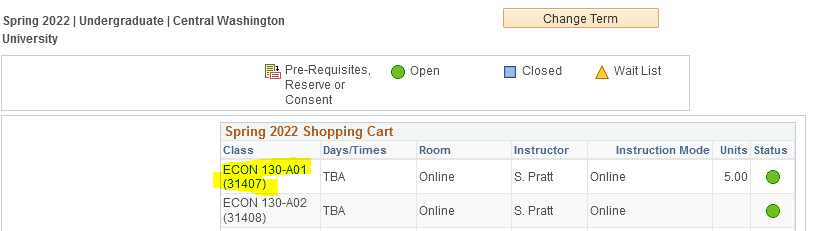 Spring 2022 | Undergraduate | Central Washington
University
Change Term
Pre-Requisites,
Reserve or
Consent
Open
Closed
Wait List
Spring 2022 Shopping Cart
Class Days/Times Room Instructor Instruction Mode Units Status
ECON 130-A01
(31407) TBA Online S. Pratt Online 5.00
ECON 130-A02
(31408) TBA Online S. Pratt Online